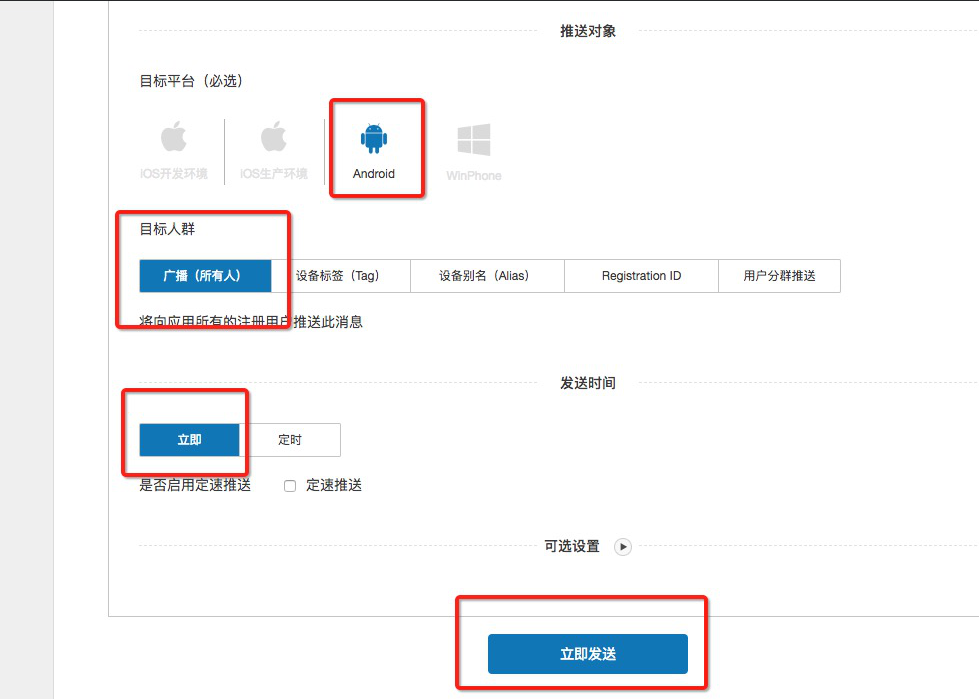 推送对象
目标平台（必选）
iOS开发环境 iOS生产环境 Android WinPhone
目标人群
广播（所有人） 设备标签（Tag） 设备别名（Alias） Registration ID 用户分群推送
将向应用所有的注册用户推送此消息
发送时间
立即 定时
是否启用定速推送 定速推送
可选设置
立即发送